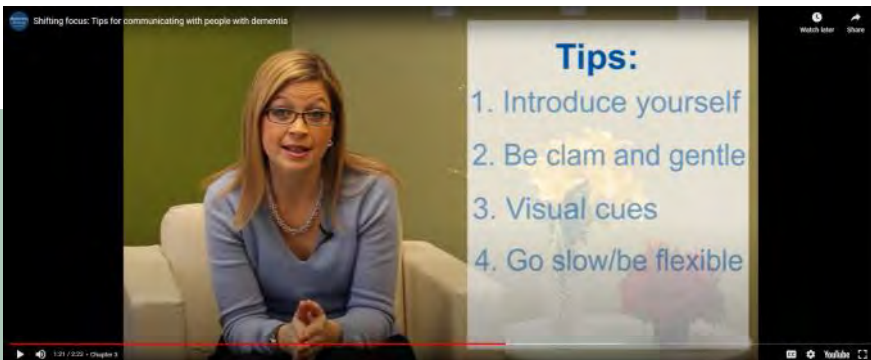 Shifting focus: Tips for communicating with people with dementia
Watch later
Share
Tips:
1. Introduce yourself
2. Be clam and gentle
3. Visual cues
4. Go slow/be flexible
1:31 / 2:22 • Chapter 3
YouTube